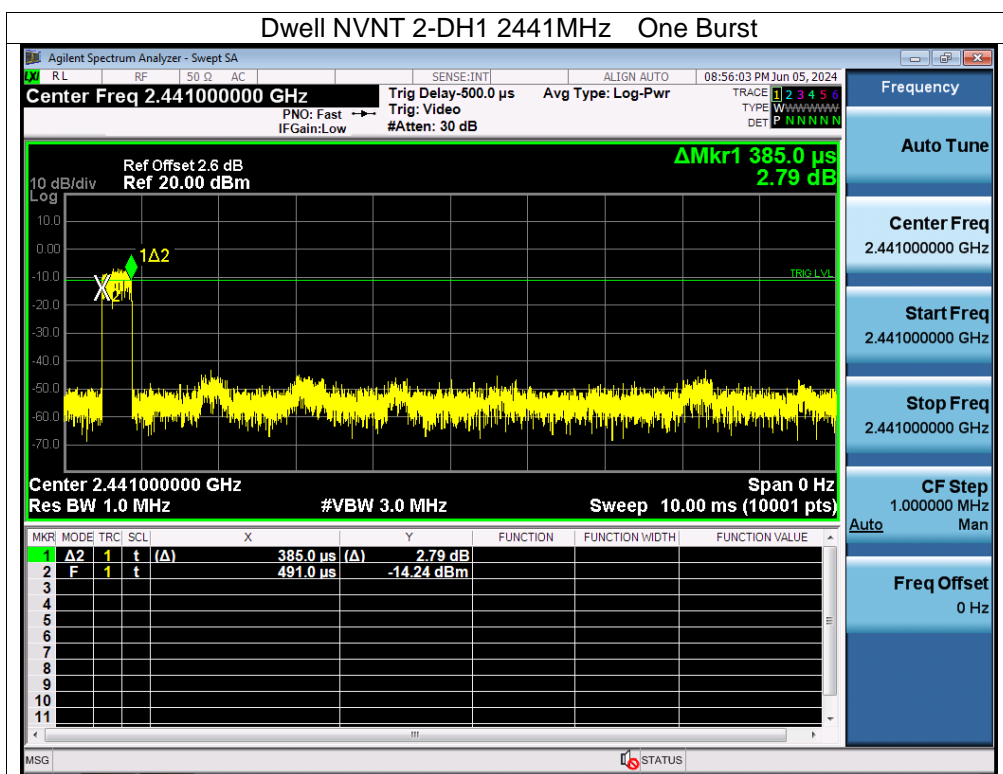 Dwell NVNT 2-DH1 2441MHz One Burst
Agilent Spectrum Analyzer - Swept SA
LXI RL RF 50 Ω AC SENSE:INT ALIGN AUTO 08:56:03 PM Jun 05, 2024
Center Freq 2.441000000 GHz Trig Delay-500.0 µs Avg Type: Log-Pwr TRACE 1 2 3 4 5 6
PNO: Fast Trig: Video TYPE WWWWWW
IFGain:Low #Atten: 30 dB DET P N N N N N
ΔMkr1 385.0 µs
2.79 dB
Ref Offset 2.6 dB
10 dB/div Ref 20.00 dBm
Log
10.0
0.00
1Δ2
-10.0
TRIG LVL
X2
-20.0
-30.0
-40.0
-50.0
-60.0
-70.0
Center 2.441000000 GHz Span 0 Hz
Res BW 1.0 MHz #VBW 3.0 MHz Sweep 10.00 ms (10001 pts)
MKR MODE TRC SCL X Y FUNCTION FUNCTION WIDTH FUNCTION VALUE
1 Δ2 1 t (Δ) 385.0 µs (Δ) 2.79 dB
2 F 1 t 491.0 µs -14.24 dBm
3
4
5
6
7
8
9
10
11
MSG STATUS
Frequency
Auto Tune
Center Freq
2.441000000 GHz
Start Freq
2.441000000 GHz
Stop Freq
2.441000000 GHz
CF Step
1.000000 MHz
Auto Man
Freq Offset
0 Hz